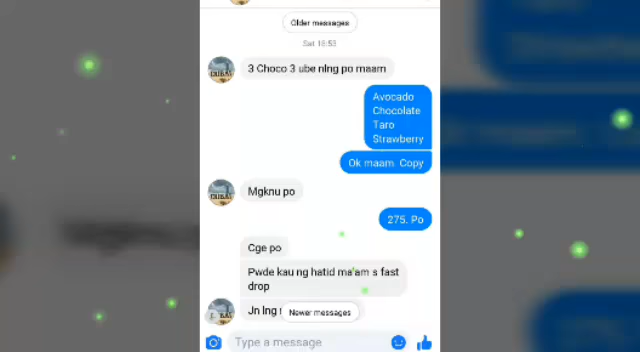 Older messages
Sat 16:53
3 Choco 3 ube nlng po maam
Avocado
Chocolate
Taro
Strawberry
Ok maam Copy
Mgknu po
275. Po
Cge po
Pwde kau ng hatid ma'am s fast
drop
Jn lng
Newer messages
Type a message